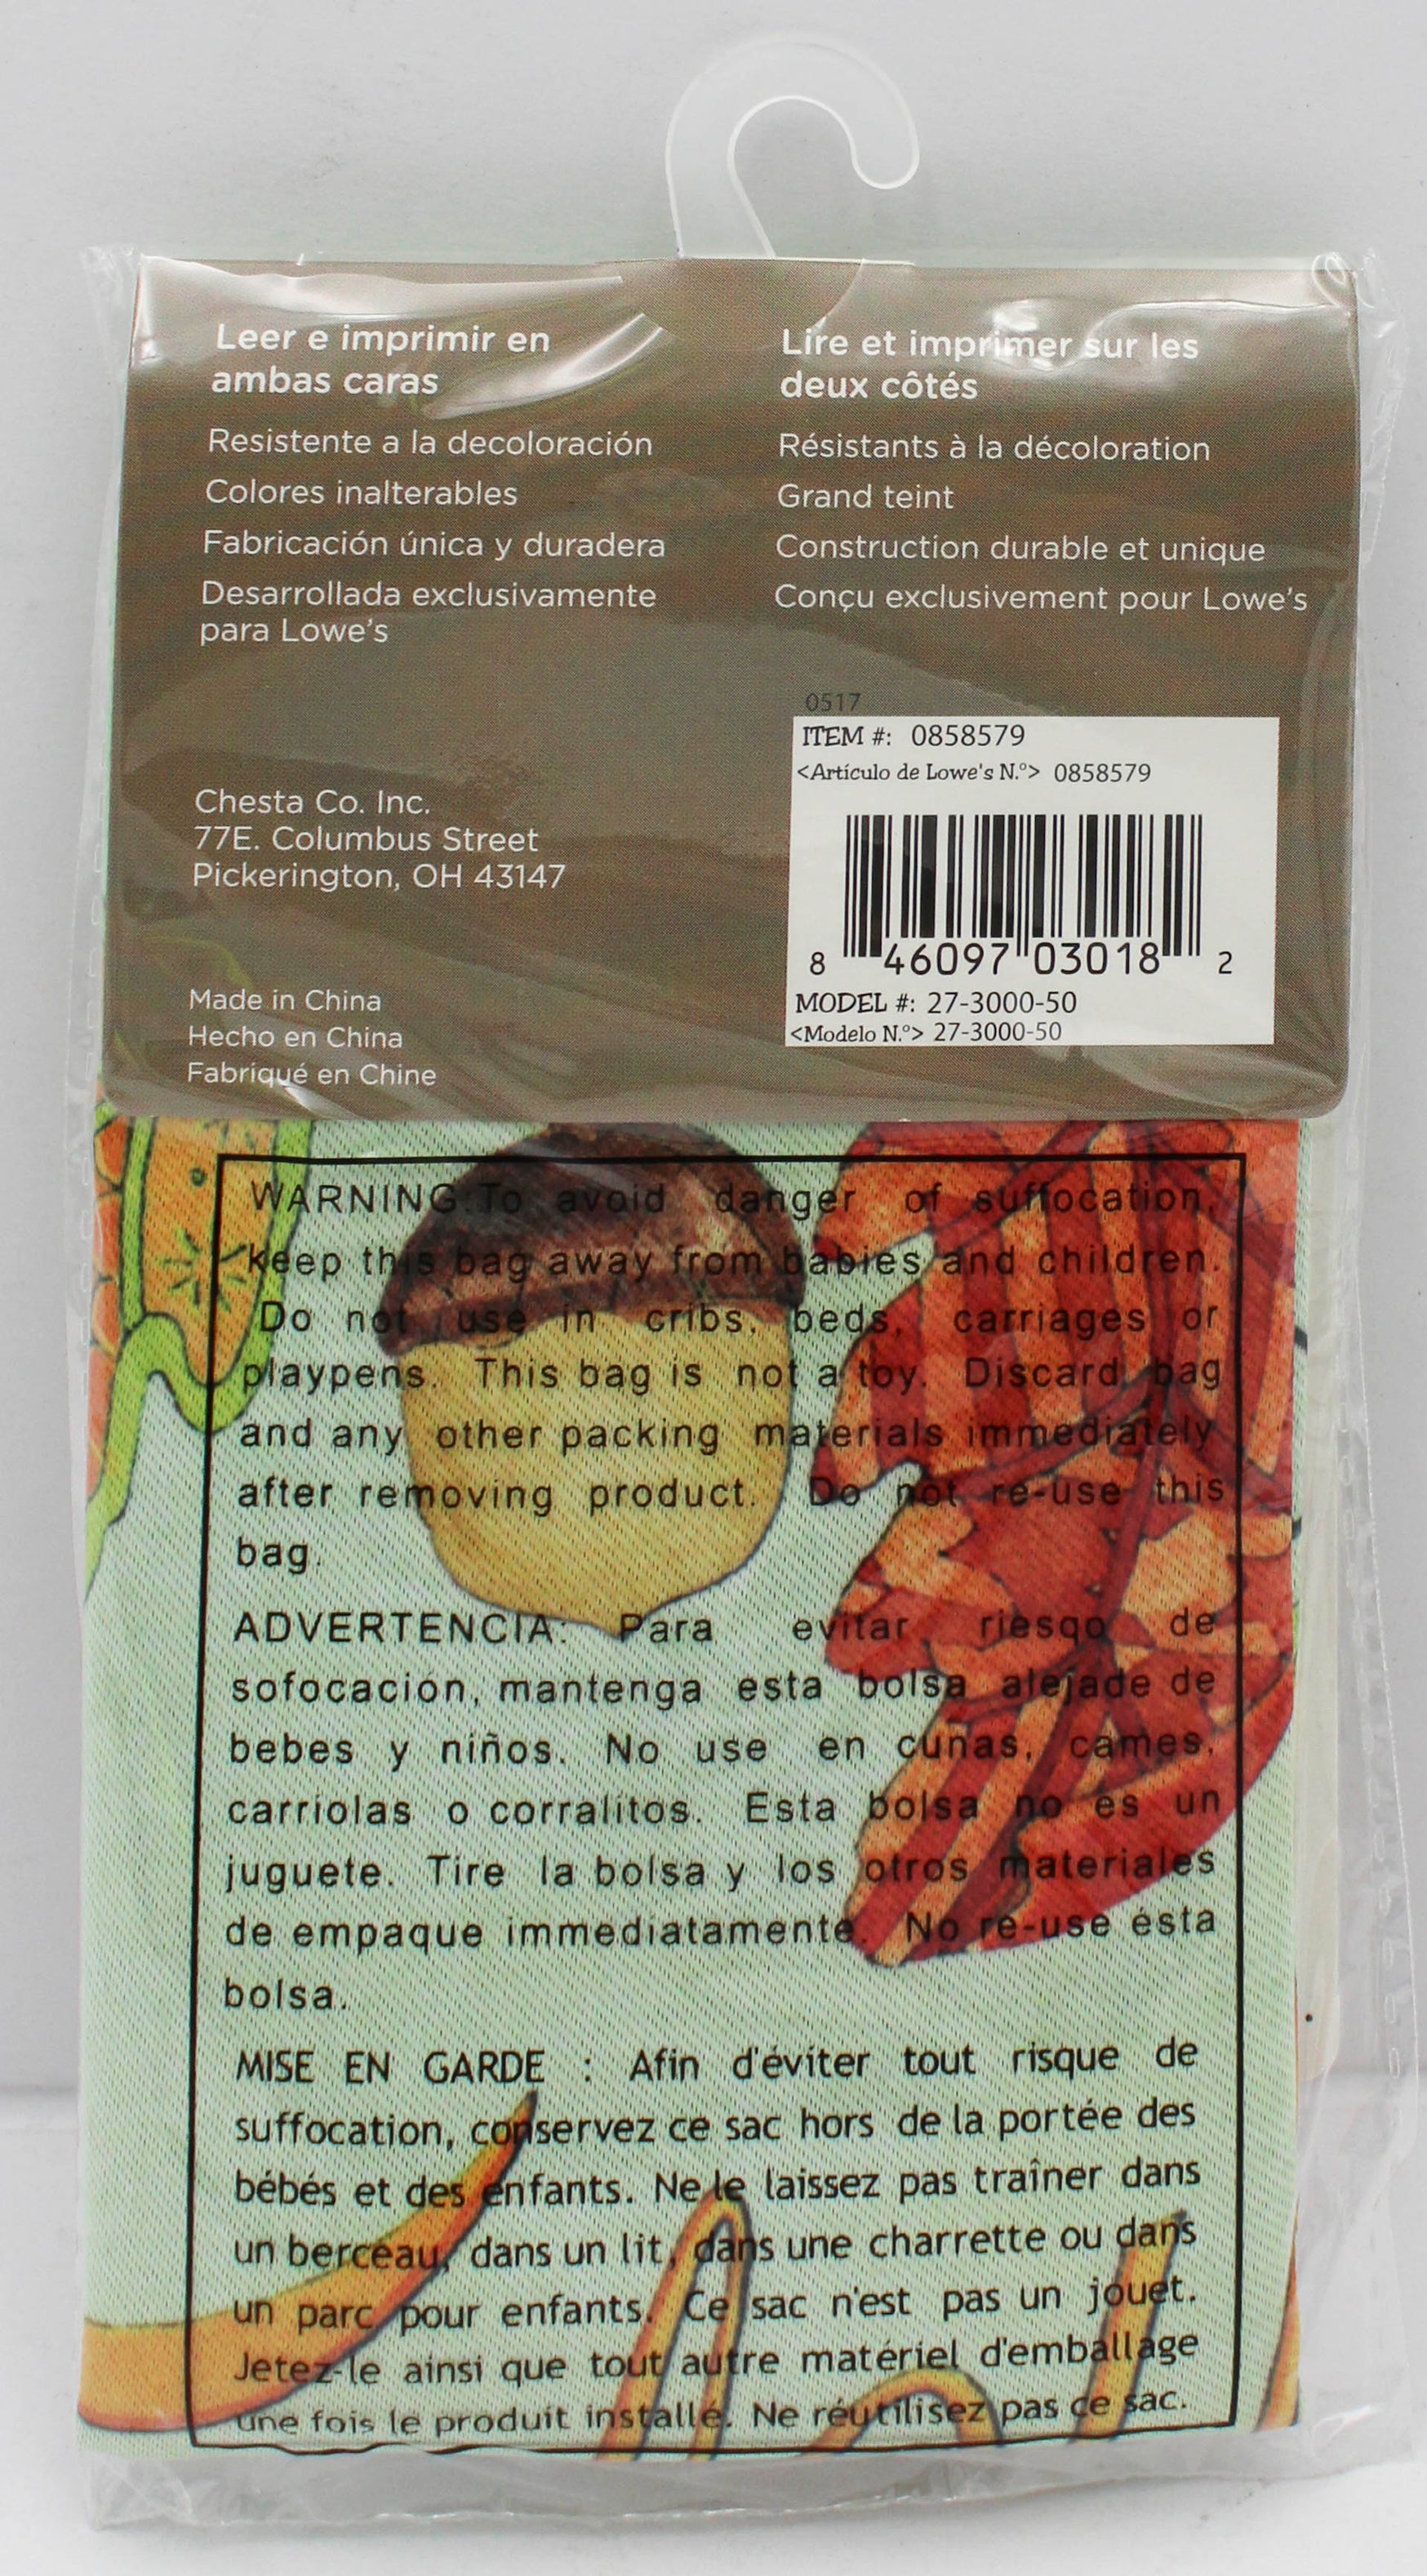 Leer e imprimir en
ambas caras
Resistente a la decoloración
Colores inalterables
Fabricación única y duradera
Desarrollada exclusivamente
para Lowe's
Lire et imprimer sur les
deux côtés
Résistants à la décoloration
Grand teint
Construction durable et unique
Conçu exclusivement pour Lowe's
Chesta Co. Inc.
77E. Columbus Street
Pickerington, OH 43147
Made in China
Hecho en China
Fabriqué en Chine
0517
ITEM #: 0858579
<Artículo de Lowe's N.º> 0858579
8 46097 03018 2
MODEL #: 27-3000-50
<Modelo N.º> 27-3000-50
WARNING:To avoid danger of suffocation,
keep this bag away from babies and children.
Do not use in cribs, beds, carriages or
playpens. This bag is not a toy. Discard bag
and any other packing materials immediately
after removing product. Do not re-use this
bag.
ADVERTENCIA: Para evitar riesgo de
sofocación, mantenga esta bolsa alejade de
bebes y niños. No use en cunas, cames,
carriolas o corralitos. Esta bolsa no es un
juguete. Tire la bolsa y los otros materiales
de empaque immediatamente. No re-use ésta
bolsa.
MISE EN GARDE : Afin d'éviter tout risque de
suffocation, conservez ce sac hors de la portée des
bébés et des enfants. Ne le laissez pas traîner dans
un berceau, dans un lit, dans une charrette ou dans
un parc pour enfants. Ce sac n'est pas un jouet.
Jetez-le ainsi que tout autre matériel d'emballage
une fois le produit installé. Ne réutilisez pas ce sac.